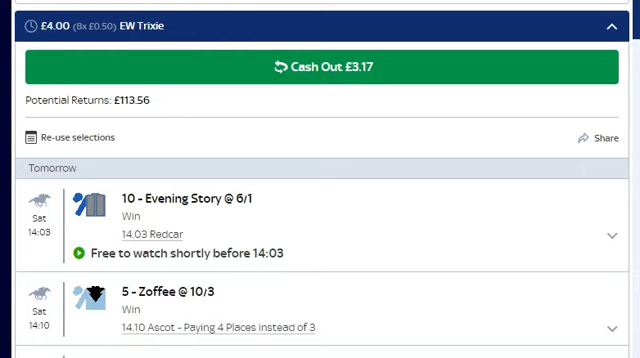 £4.00 (8x £0.50) EW Trixie
Cash Out £3.17
Potential Returns: £113.56
Re-use selections
Share
Tomorrow
10 - Evening Story @ 6/1
Win
Sat
14:03
14.03 Redcar
Free to watch shortly before 14:03
5 - Zoffee @ 10/3
Win
Sat
14:10
14.10 Ascot - Paying 4 Places instead of 3